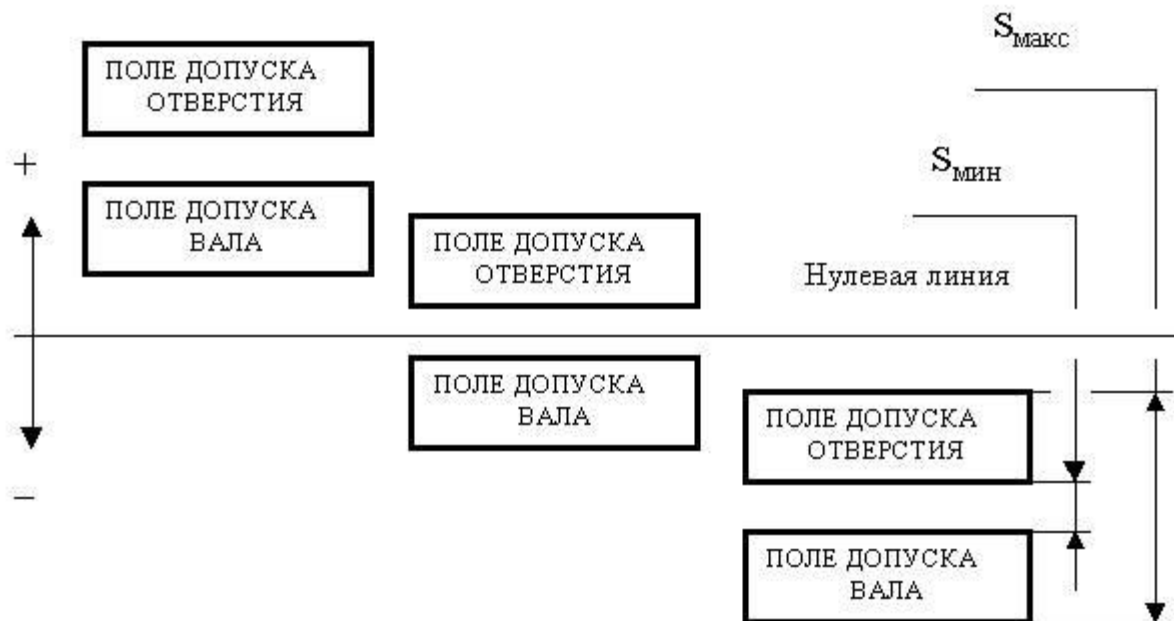 Sмакс
ПОЛЕ ДОПУСКА
ОТВЕРСТИЯ
+
Sмин
ПОЛЕ ДОПУСКА
ВАЛА
ПОЛЕ ДОПУСКА
ОТВЕРСТИЯ
Нулевая линия
ПОЛЕ ДОПУСКА
ВАЛА
ПОЛЕ ДОПУСКА
ОТВЕРСТИЯ
–
ПОЛЕ ДОПУСКА
ВАЛА